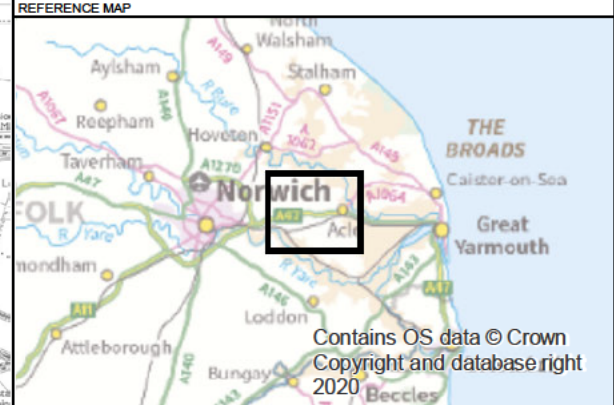 REFERENCE MAP
North
Walsham
A149
Aylsham
Stalham
R Bure
A140
A1067
A1151
Reepham
Hoveton
A
1062
A149
THE
BROADS
Taverham
A1270
A47
Norwich
A1064
Caister-on-Sea
FOLK
A47
R Yare
Acle
Great
Yarmouth
mondham
R Yare
A143
A146
A47
A11
Loddon
Attleborough
A140
Contains OS data © Crown
Copyright and database right
2020
Bungay
A143
Beccles